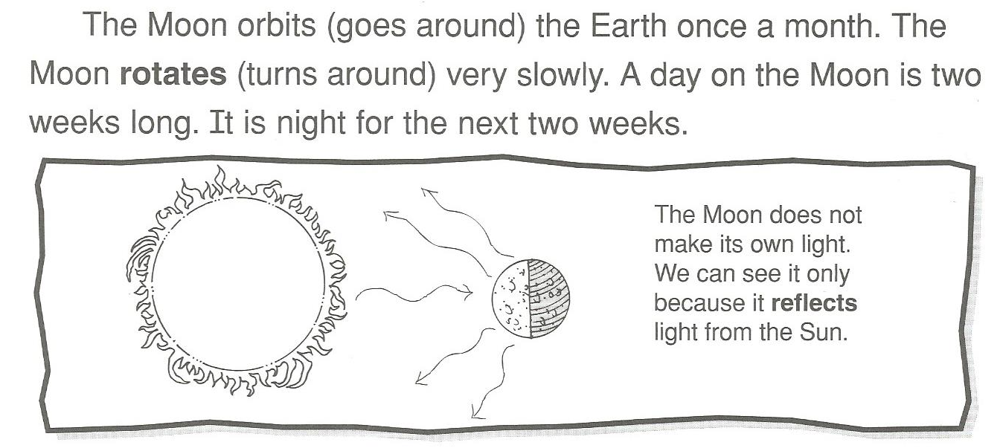 The Moon orbits (goes around) the Earth once a month. The
Moon rotates (turns around) very slowly. A day on the Moon is two
weeks long. It is night for the next two weeks.
The Moon does not
make its own light.
We can see it only
because it reflects
light from the Sun.